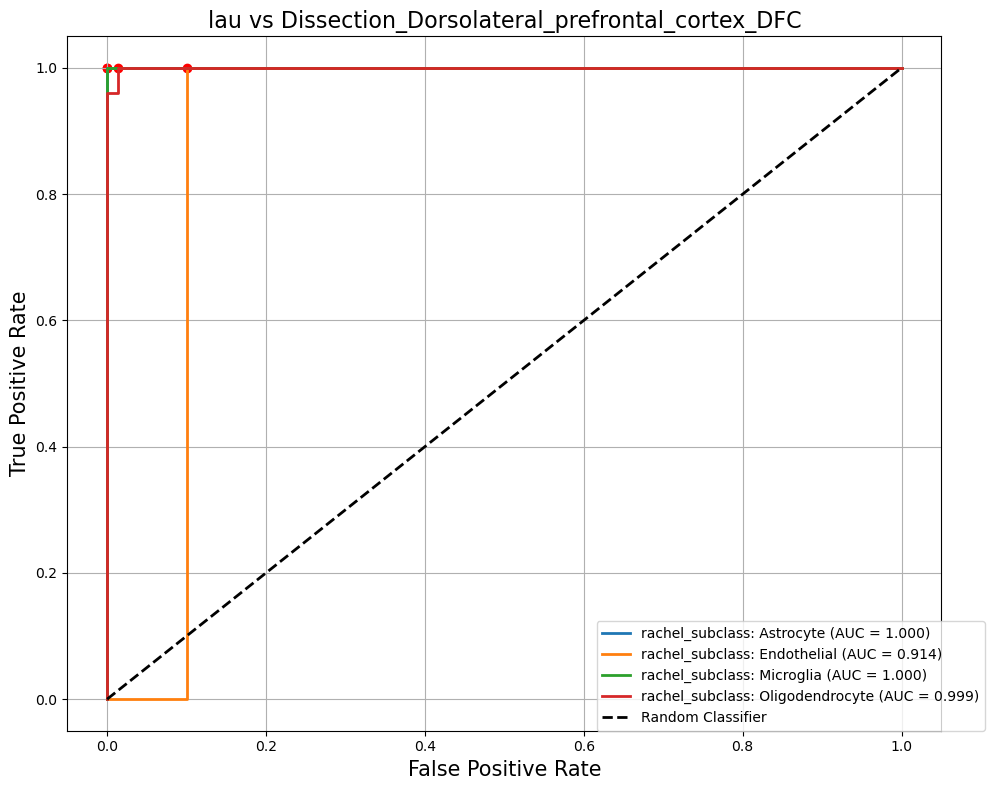 lau vs Dissection_Dorsolateral_prefrontal_cortex_DFC
1.0
0.8
0.6
0.4
0.2
0.0
True Positive Rate
0.0 0.2 0.4 0.6 0.8 1.0
False Positive Rate
rachel_subclass: Astrocyte (AUC = 1.000)
rachel_subclass: Endothelial (AUC = 0.914)
rachel_subclass: Microglia (AUC = 1.000)
rachel_subclass: Oligodendrocyte (AUC = 0.999)
Random Classifier